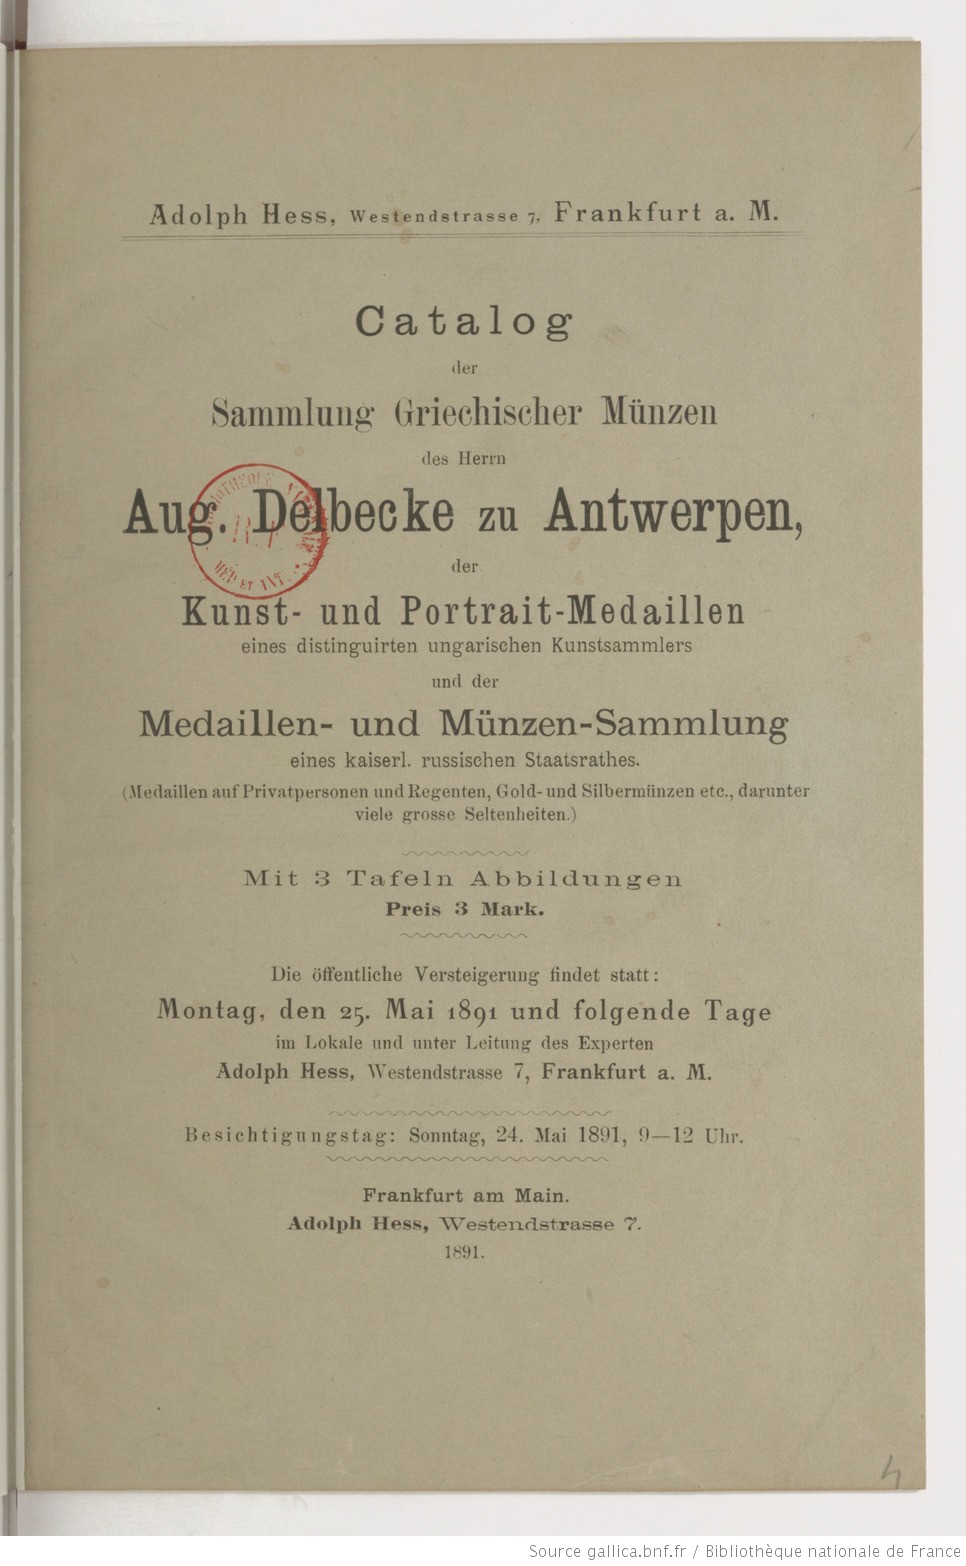 Adolph Hess, Westendstrasse 7, Frankfurt a. M.
Catalog
der
Sammlung Griechischer Münzen
des Herrn
Aug. Delbecke zu Antwerpen,
der
Kunst- und Portrait-Medaillen
eines distinguirten ungarischen Kunstsammlers
und der
Medaillen- und Münzen-Sammlung
eines kaiserl. russischen Staatsrathes.
(Medaillen auf Privatpersonen und Regenten, Gold- und Silbermünzen etc., darunter
viele grosse Seltenheiten.)
Mit 3 Tafeln Abbildungen
Preis 3 Mark.
Die öffentliche Versteigerung findet statt:
Montag, den 25. Mai 1891 und folgende Tage
im Lokale und unter Leitung des Experten
Adolph Hess, Westendstrasse 7, Frankfurt a. M.
Besichtigungstag: Sonntag, 24. Mai 1891, 9—12 Uhr.
Frankfurt am Main.
Adolph Hess, Westendstrasse 7.
1891.
4
Source gallica.bnf.fr / Bibliothèque nationale de France